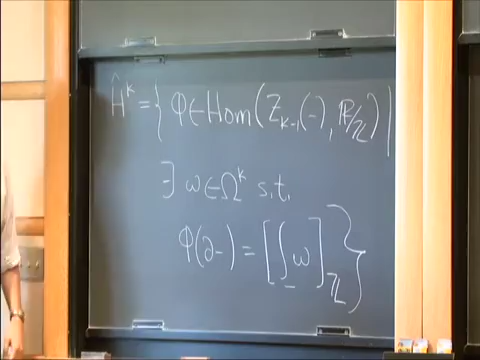 Ĥ^k = { φ ∈ Hom(Z_{k-1}(-), ℝ/ℤ) |
∃ ω ∈ Ω^k s.t.
φ(∂-) = [∫_- ω]_ℤ }